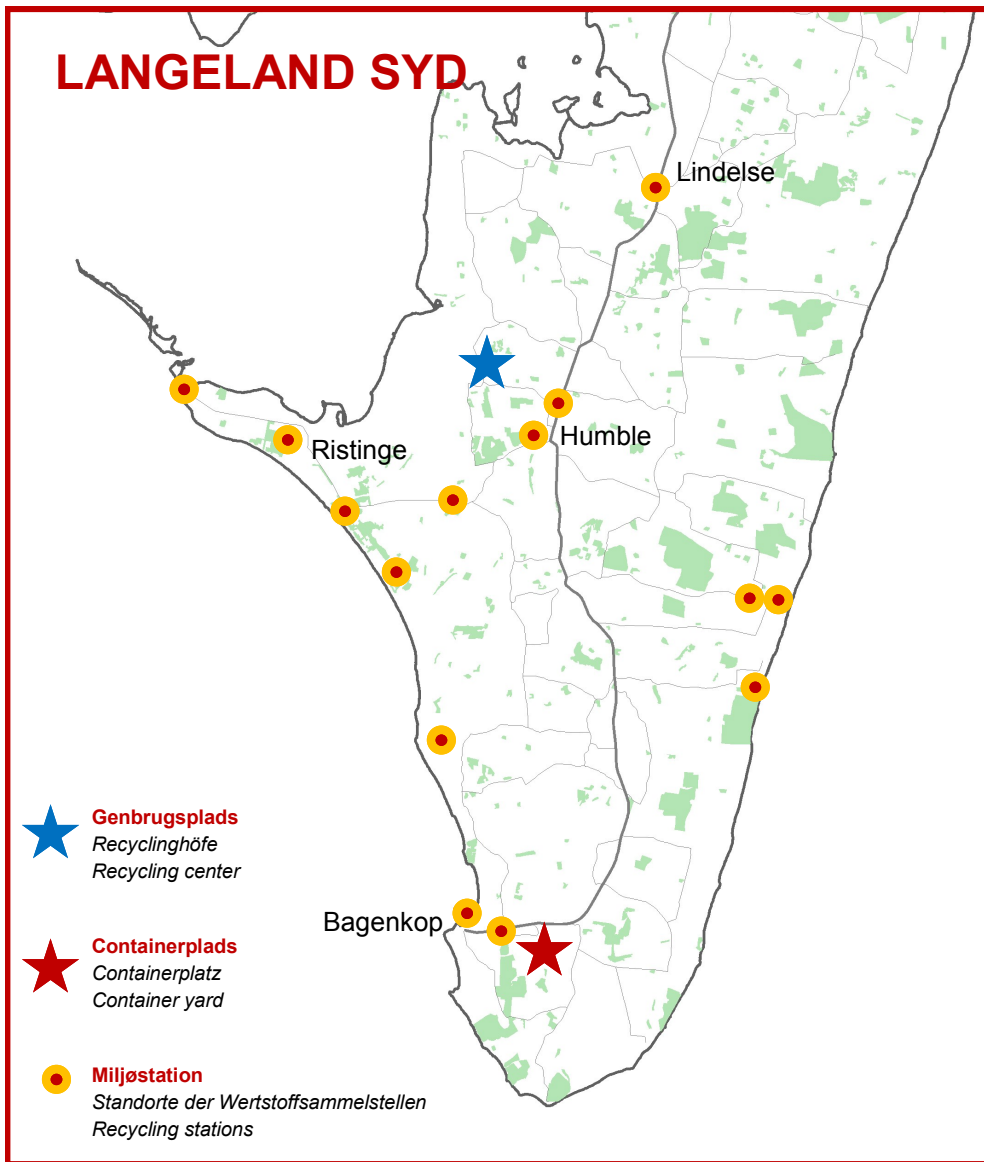 LANGELAND SYD
Lindelse
Humble
Ristinge
Genbrugsplads
Recyclinghöfe
Recycling center
Bagenkop
Containerplads
Containerplatz
Container yard
Miljøstation
Standorte der Wertstoffsammelstellen
Recycling stations